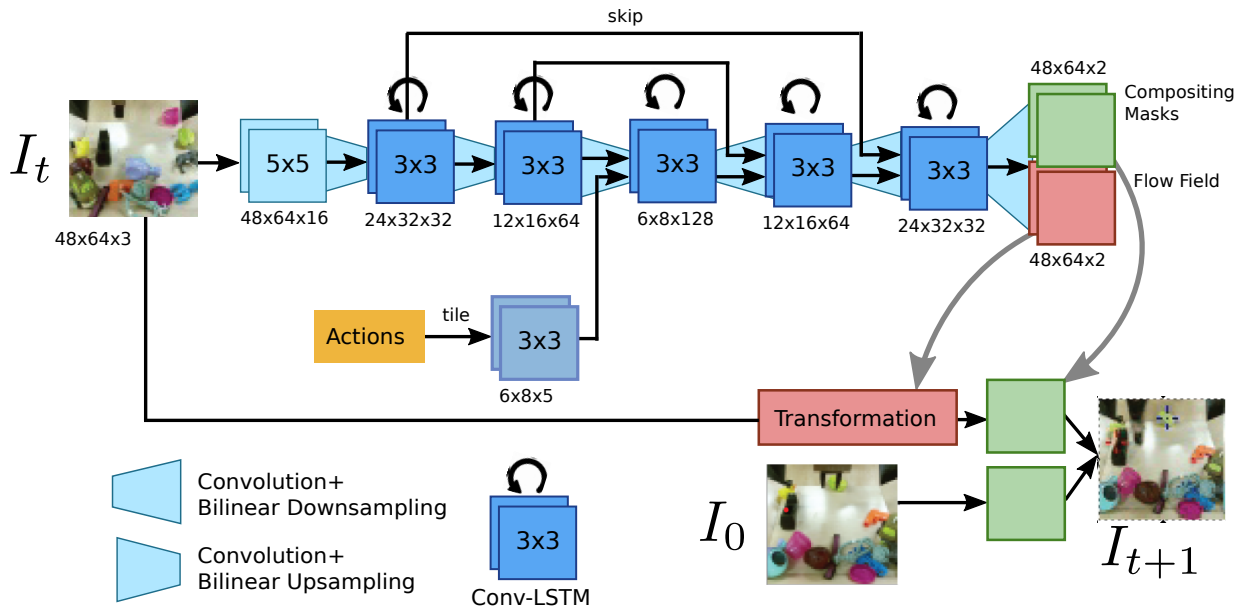 skip
48x64x2
Compositing
Masks
I_t
5x5
3x3
3x3
3x3
3x3
3x3
Flow Field
48x64x3
48x64x16
24x32x32
12x16x64
6x8x128
12x16x64
24x32x32
48x64x2
Actions
tile
3x3
6x8x5
Transformation
Convolution+
Bilinear Downsampling
Convolution+
Bilinear Upsampling
3x3
Conv-LSTM
I_0
I_{t+1}